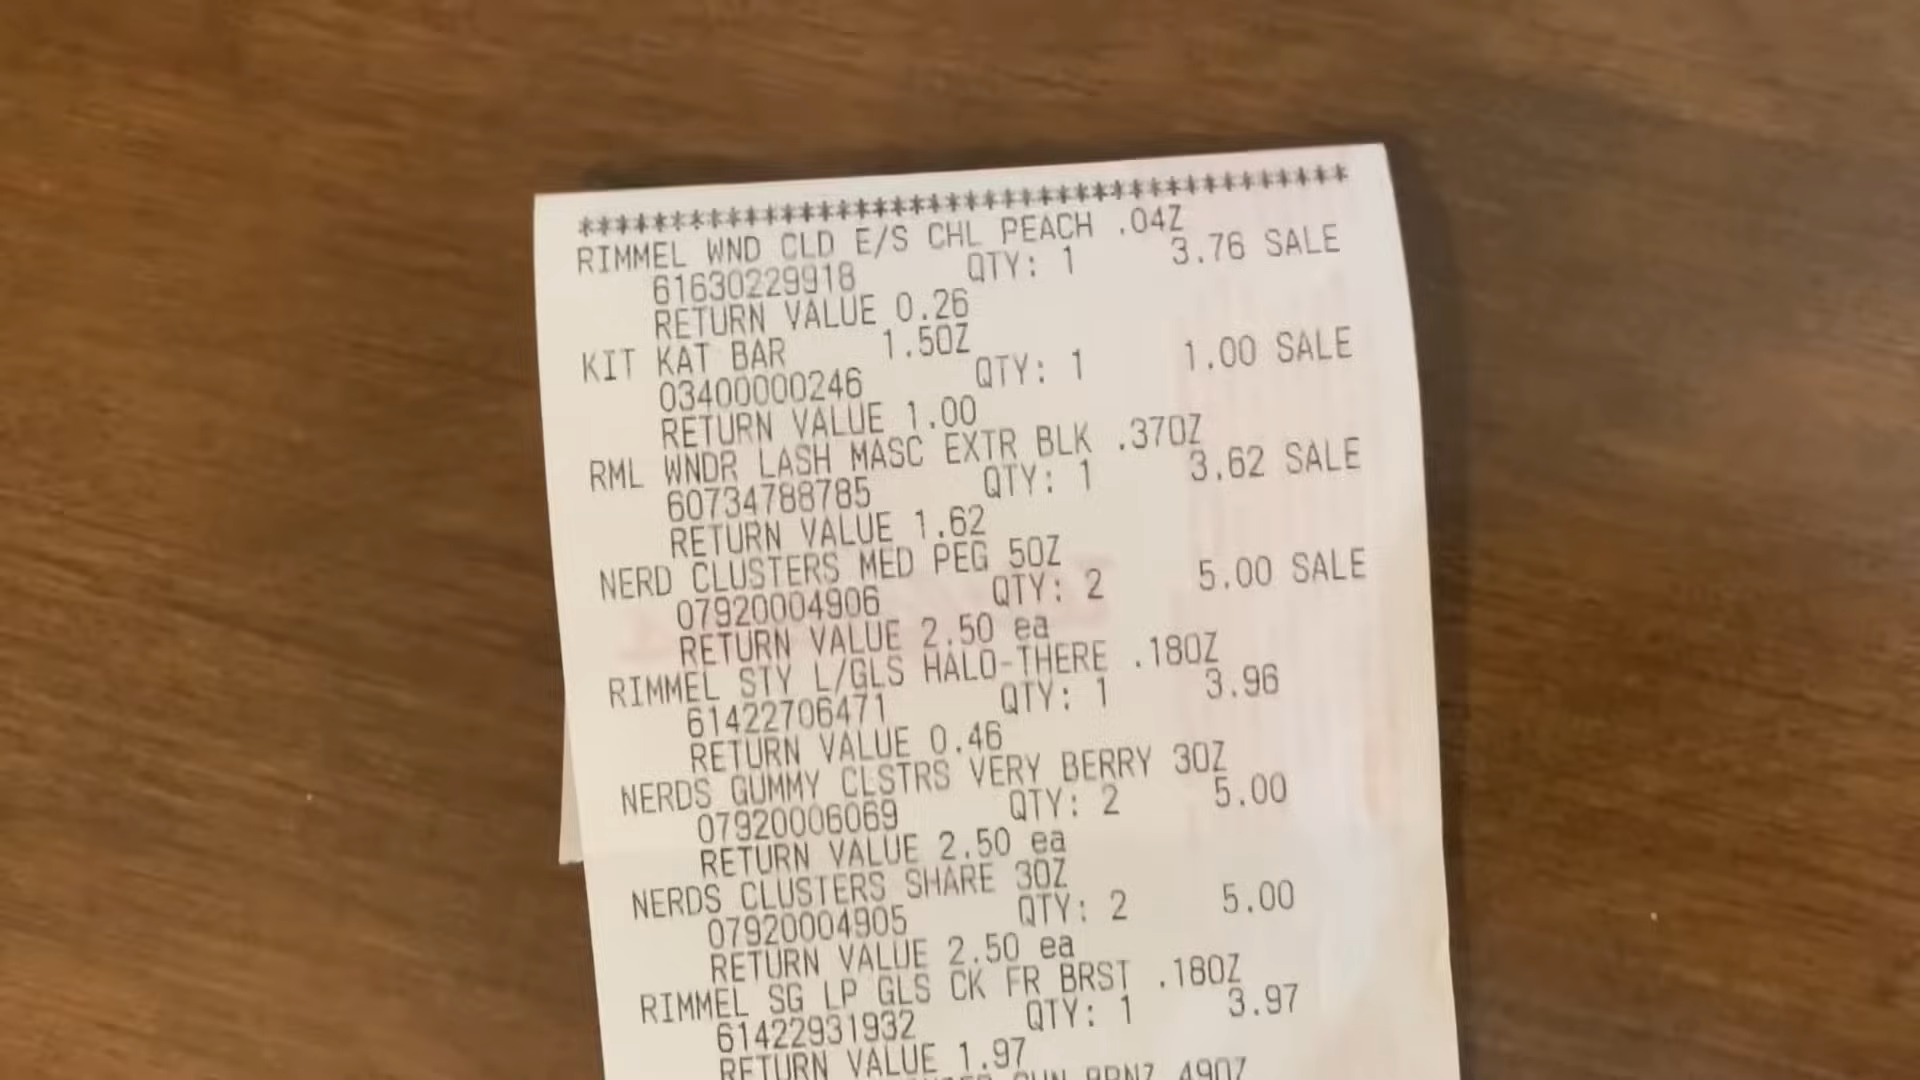 ******************************************
RIMMEL WND CLD E/S CHL PEACH .04Z
61630229918 QTY: 1 3.76 SALE
RETURN VALUE 0.26
KIT KAT BAR 1.5OZ
03400000246 QTY: 1 1.00 SALE
RETURN VALUE 1.00
RML WNDR LASH MASC EXTR BLK .37OZ
60734788785 QTY: 1 3.62 SALE
RETURN VALUE 1.62
NERD CLUSTERS MED PEG 5OZ
07920004906 QTY: 2 5.00 SALE
RETURN VALUE 2.50 ea
RIMMEL STY L/GLS HALO-THERE .18OZ
61422706471 QTY: 1 3.96
RETURN VALUE 0.46
NERDS GUMMY CLSTRS VERY BERRY 3OZ
07920006069 QTY: 2 5.00
RETURN VALUE 2.50 ea
NERDS CLUSTERS SHARE 3OZ
07920004905 QTY: 2 5.00
RETURN VALUE 2.50 ea
RIMMEL SG LP GLS CK FR BRST .18OZ
61422931932 QTY: 1 3.97
RETURN VALUE 1.97
BRNZ .49OZ